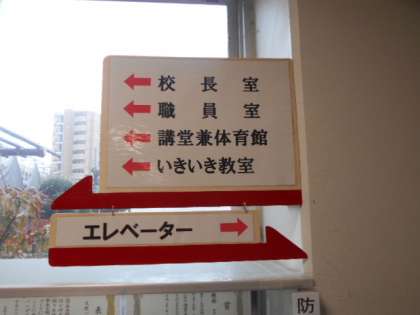 校長室
職員室
講堂兼体育館
いきいき教室
エレベーター
防